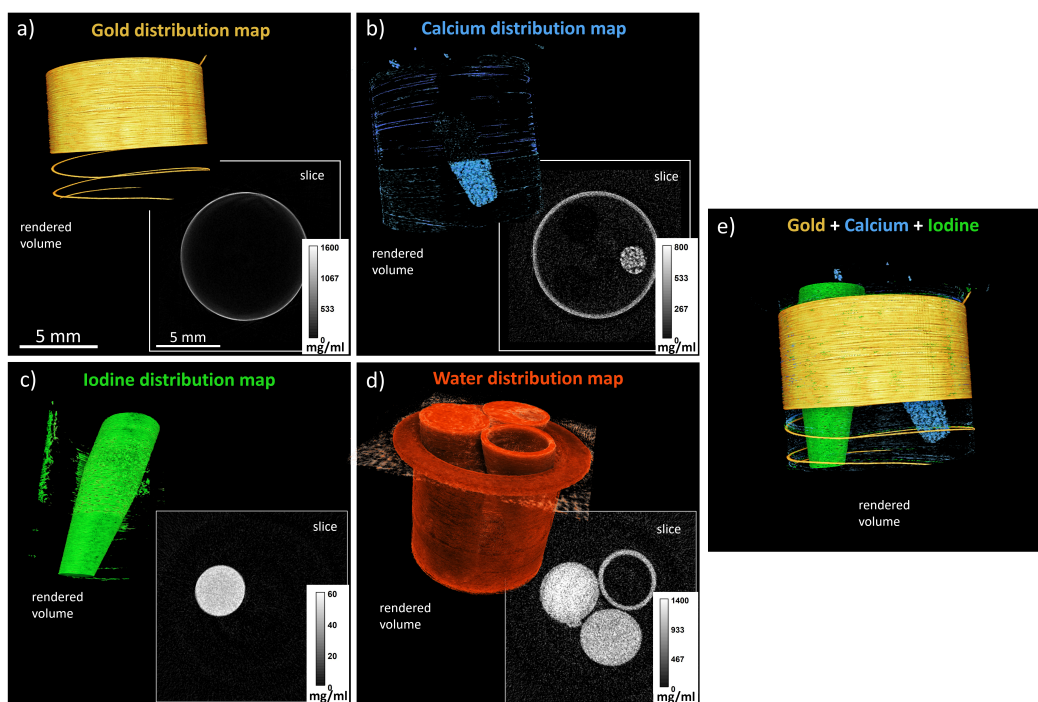 a) Gold distribution map
rendered
volume
5 mm
slice
5 mm
1600
1067
533
0
mg/ml
b) Calcium distribution map
rendered
volume
slice
800
533
267
0
mg/ml
c) Iodine distribution map
rendered
volume
slice
60
40
20
0
mg/ml
d) Water distribution map
rendered
volume
slice
1400
933
467
0
mg/ml
e) Gold + Calcium + Iodine
rendered
volume